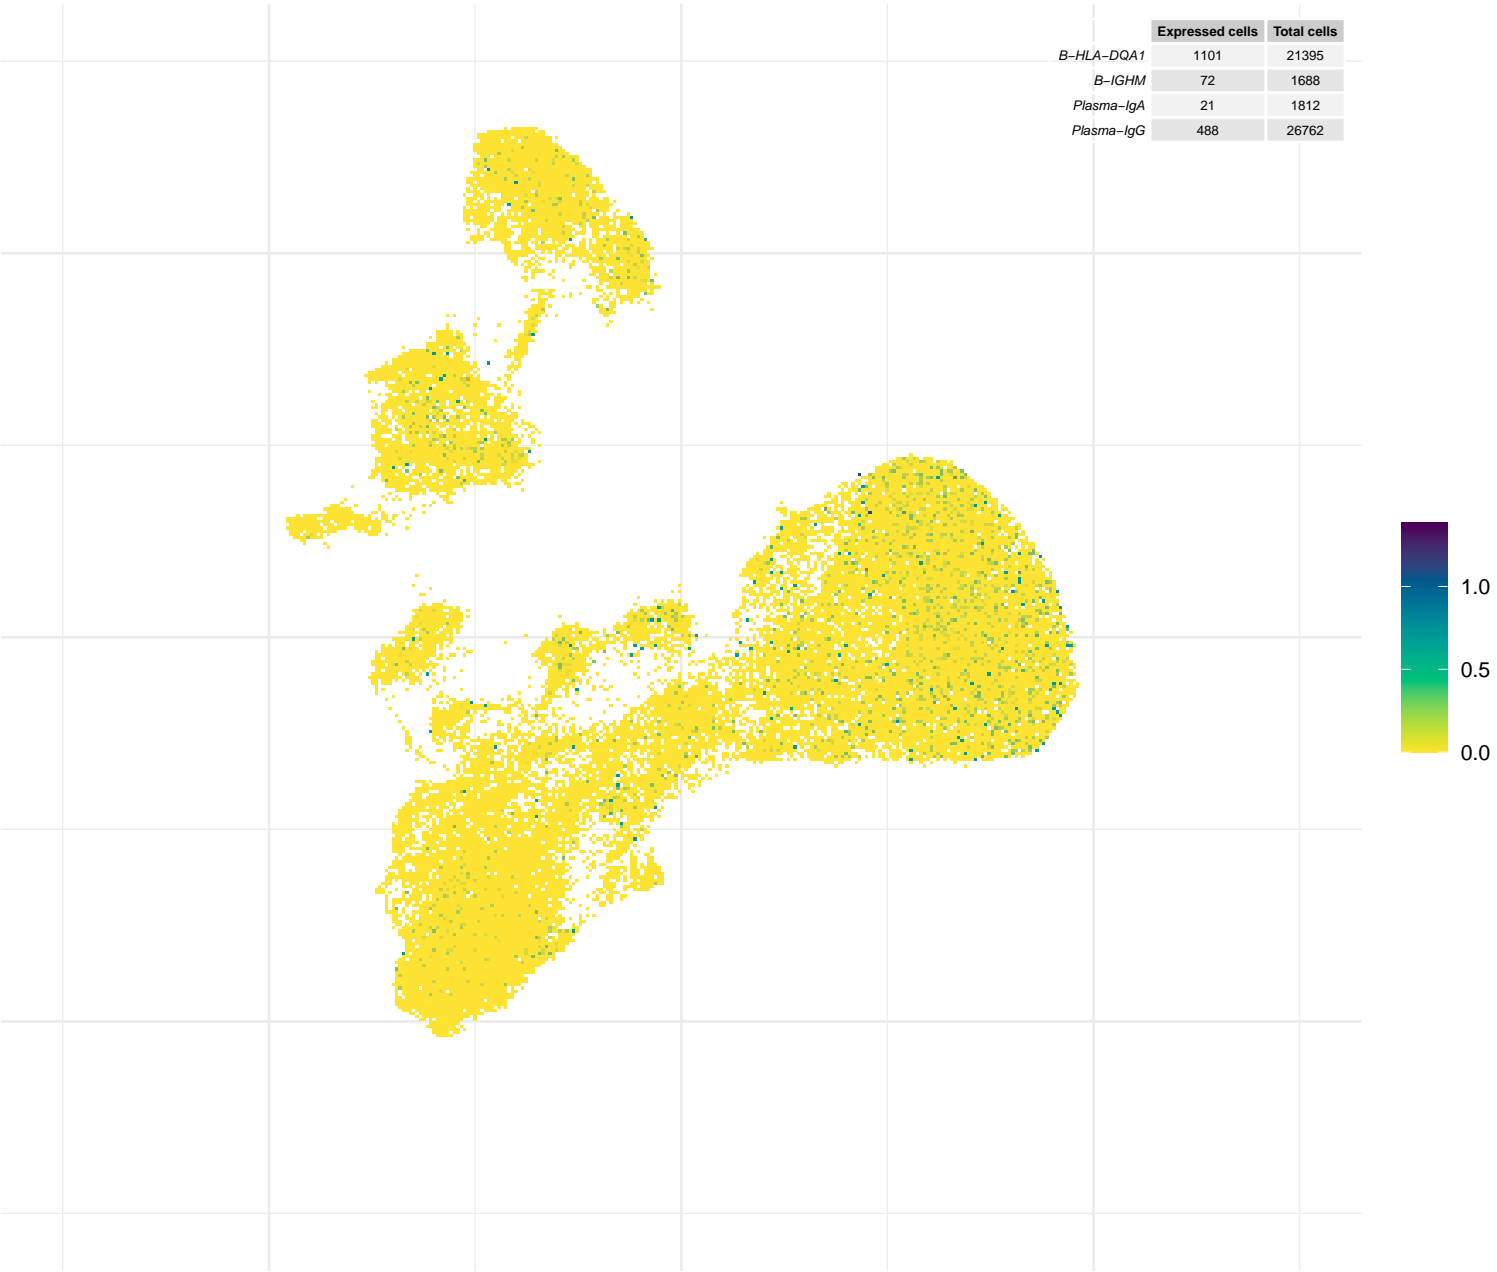 Expressed cells Total cells
B−HLA−DQA1 1101 21395
B−IGHM 72 1688
Plasma−IgA 21 1812
Plasma−IgG 488 26762
1.0
0.5
0.0